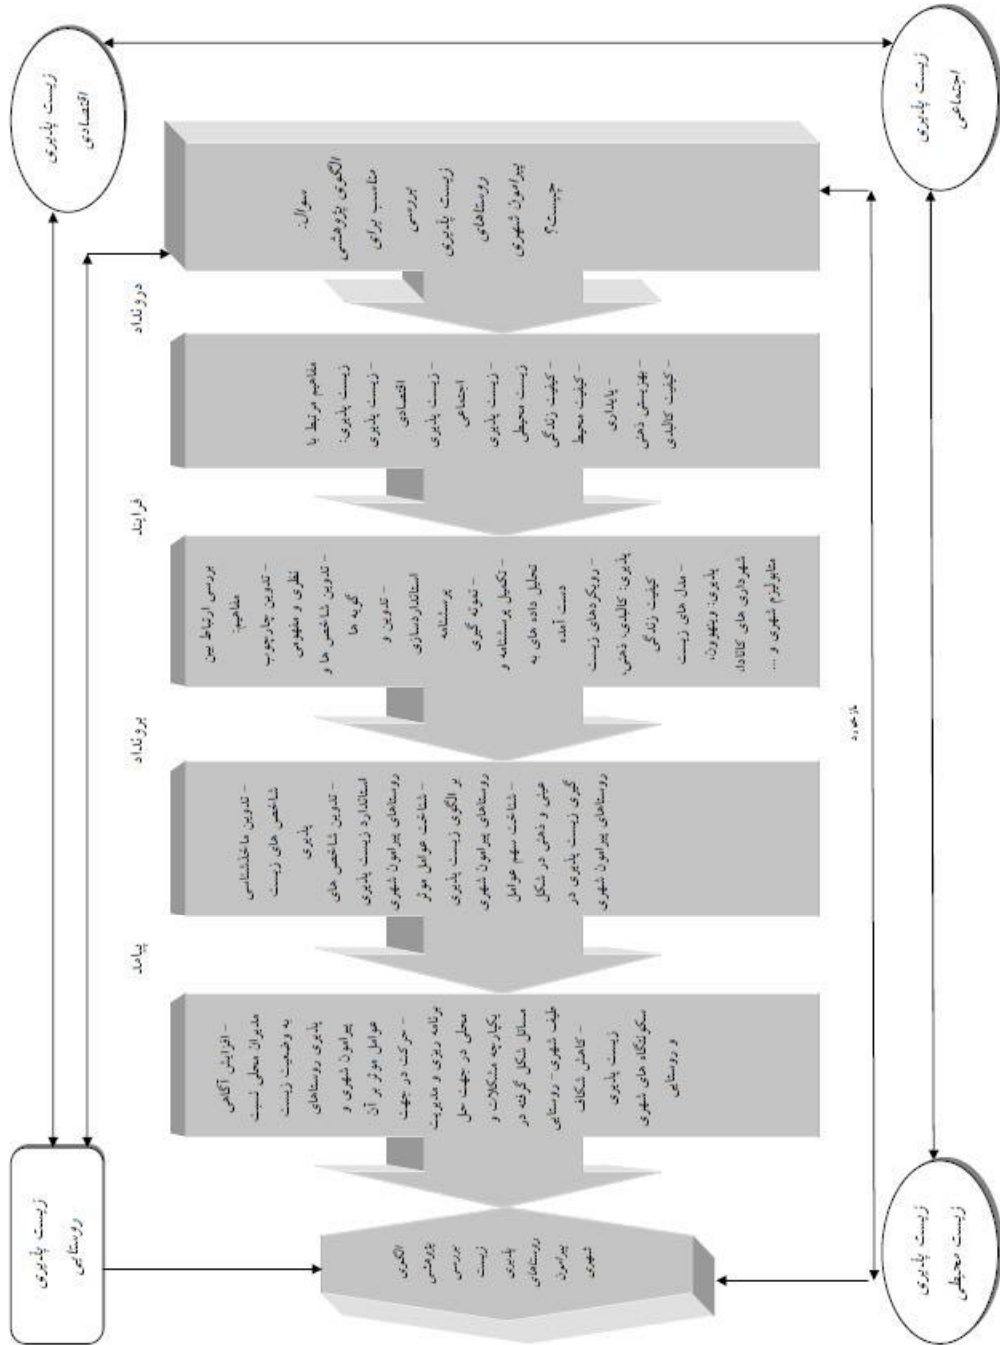 زیست پذیری
اجتماعی
زیست پذیری
اقتصادی
سوال:
الگوی پژوهشی
مناسب برای
بررسی
زیست پذیری
روستاهای
پیرامون شهری
چیست؟
درونداد
مفاهیم مرتبط با
زیست پذیری:
- زیست پذیری
اقتصادی
- زیست پذیری
اجتماعی
- زیست پذیری
زیست محیطی
- کیفیت زندگی
- کیفیت محیط
- پایداری
- بهزیستی ذهنی
- کیفیت کالبدی
فرایند
بررسی ارتباط بین
مفاهیم:
- تدوین چارچوب
نظری و مفهومی
- تدوین شاخص ها و
گویه ها
- تدوین و
استانداردسازی
پرسشنامه
- نمونه گیری
- تکمیل پرسشنامه و
تحلیل داده های به
دست آمده
- رویکردهای زیست
پذیری: کالبدی، ذهنی،
کیفیت زندگی
- مدل های زیست
پذیری: وینهوون،
شهرداری های کانادا،
متابولیزم شهری و ...
برونداد
- تدوین ماخذشناسی
شاخص های زیست
پذیری
- تدوین شاخص های
استاندارد زیست پذیری
روستاهای پیرامون شهری
- شناخت عوامل موثر
بر الگوی زیست پذیری
روستاهای پیرامون شهری
- شناخت سهم عوامل
عینی و ذهنی در شکل
گیری زیست پذیری در
روستاهای پیرامون شهری
پیامد
- افزایش آگاهی
مدیران محلی نسبت
به وضعیت زیست
پذیری روستاهای
پیرامون شهری و
عوامل موثر بر آن
- حرکت در جهت
برنامه ریزی و مدیریت
محلی در جهت حل
یکپارچه مشکلات و
مسائل شکل گرفته در
طیف شهری - روستایی
- کاهش شکاف
زیست پذیری
سکونتگاه های شهری
و روستایی
بازخورد
الگوی
پژوهشی
بررسی
زیست
پذیری
روستاهای
پیرامون
شهری
زیست پذیری
روستایی
زیست پذیری
زیست محیطی